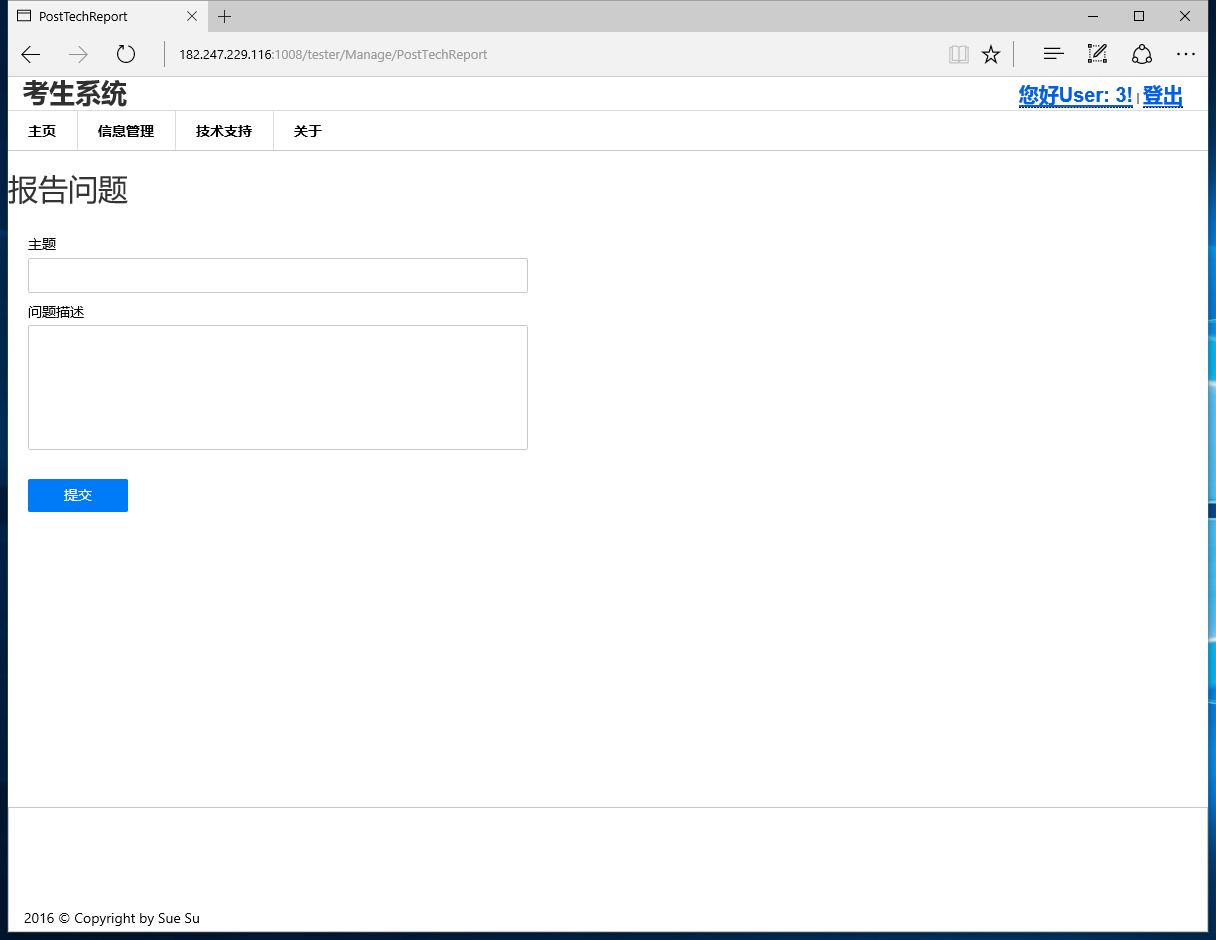 PostTechReport
182.247.229.116:1008/tester/Manage/PostTechReport
考生系统
您好User: 3! | 登出
主页 信息管理 技术支持 关于
报告问题
主题
问题描述
提交
2016 © Copyright by Sue Su